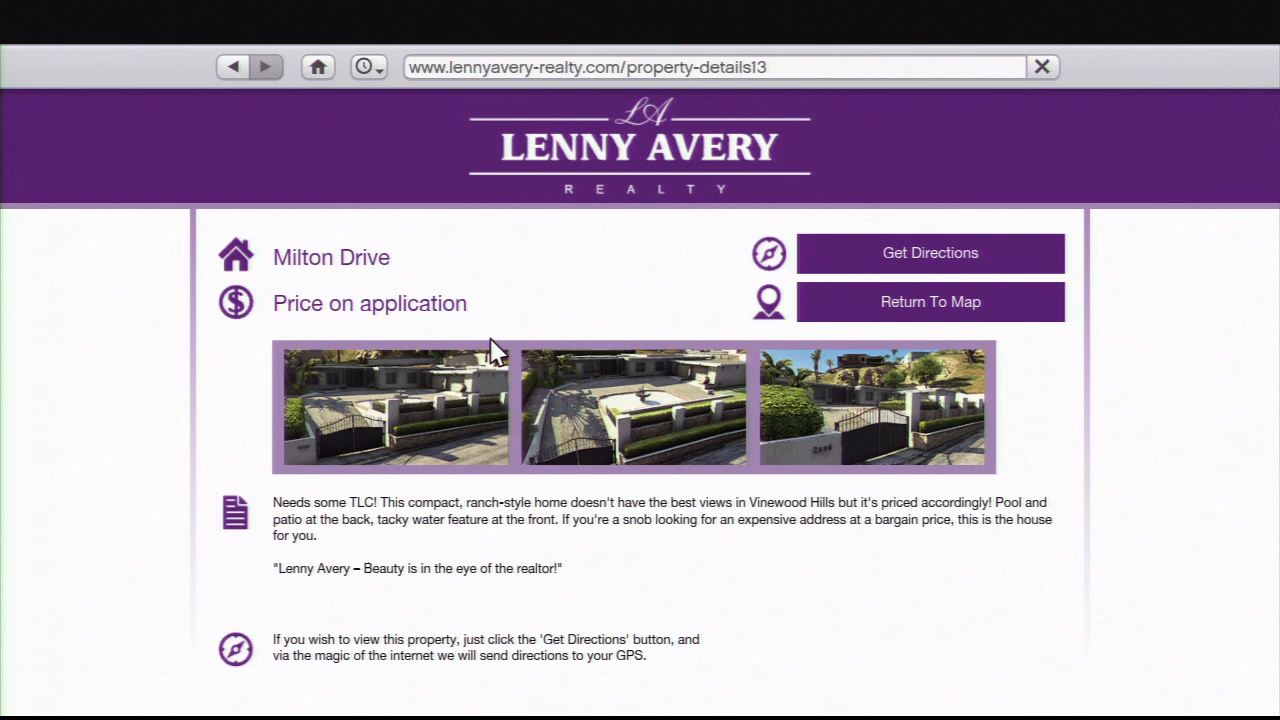 www.lennyavery-realty.com/property-details13
LA
LENNY AVERY
REALTY
Milton Drive
Get Directions
Price on application
Return To Map
Needs some TLC! This compact, ranch-style home doesn't have the best views in Vinewood Hills but it's priced accordingly! Pool and
patio at the back, tacky water feature at the front. If you're a snob looking for an expensive address at a bargain price, this is the house
for you.
"Lenny Avery – Beauty is in the eye of the realtor!"
If you wish to view this property, just click the 'Get Directions' button, and
via the magic of the internet we will send directions to your GPS.